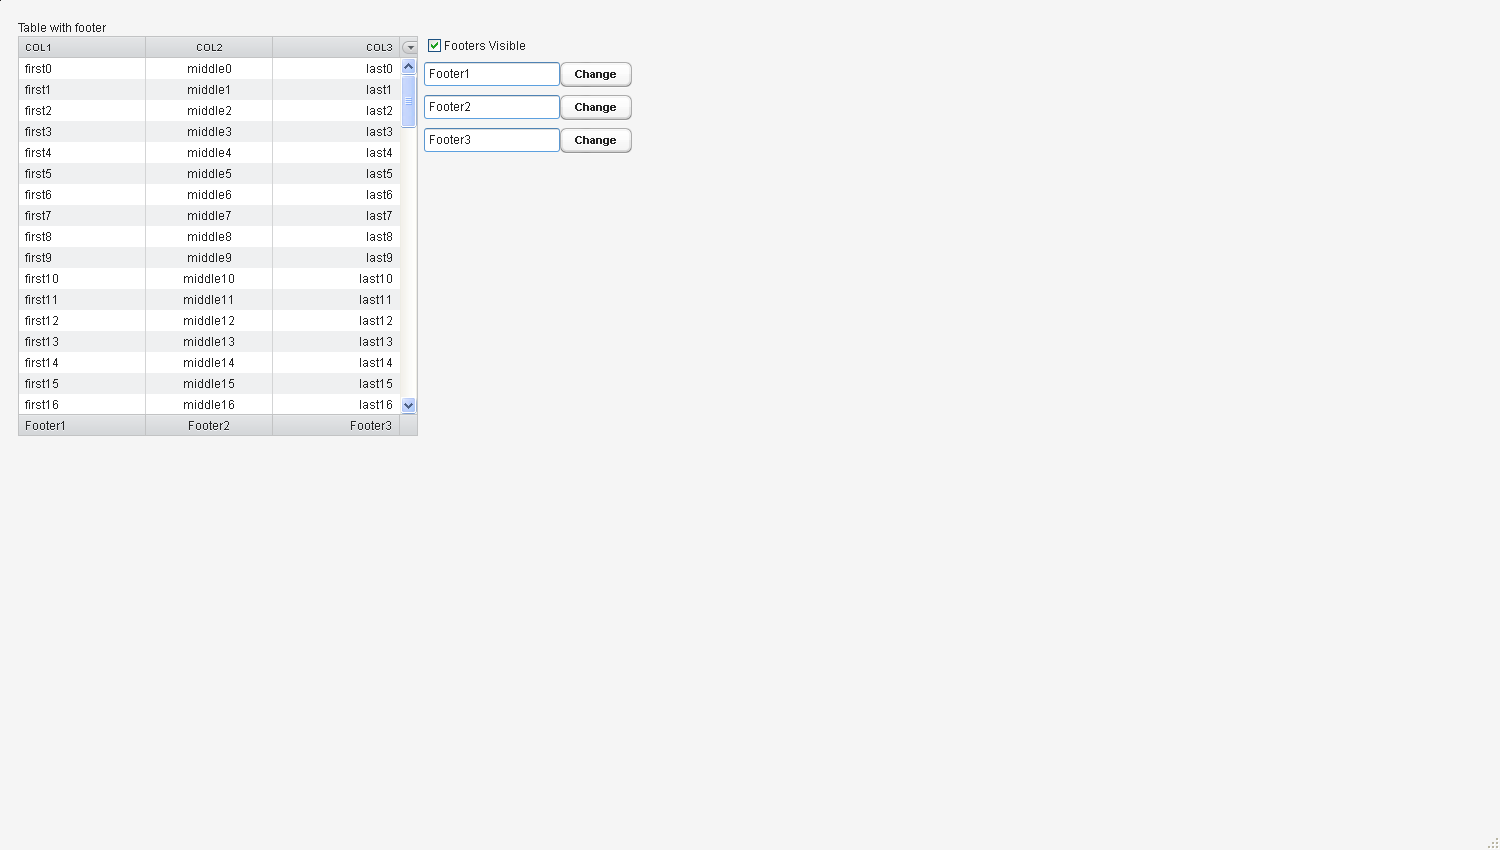 Table with footer
COL1 COL2 COL3
first0 middle0 last0
first1 middle1 last1
first2 middle2 last2
first3 middle3 last3
first4 middle4 last4
first5 middle5 last5
first6 middle6 last6
first7 middle7 last7
first8 middle8 last8
first9 middle9 last9
first10 middle10 last10
first11 middle11 last11
first12 middle12 last12
first13 middle13 last13
first14 middle14 last14
first15 middle15 last15
first16 middle16 last16
Footer1 Footer2 Footer3
Footers Visible
Footer1 Change
Footer2 Change
Footer3 Change